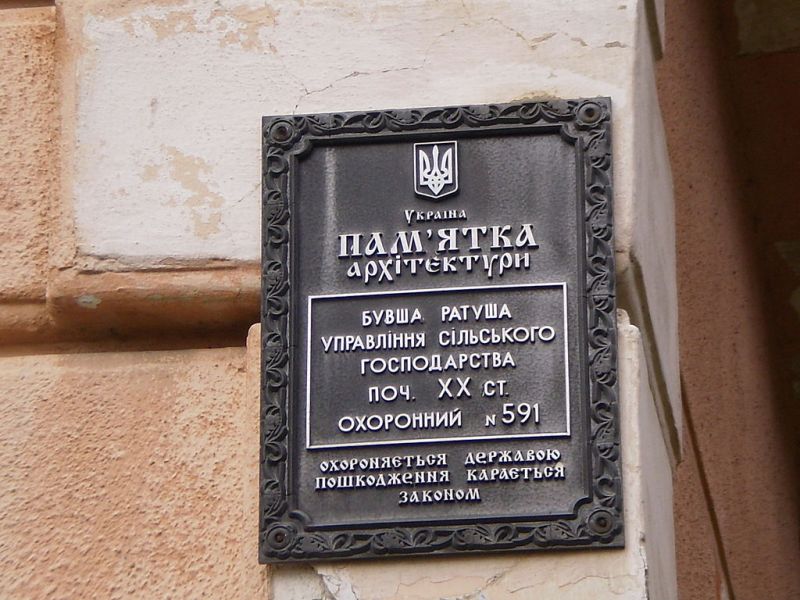 Україна
ПАМ'ЯТКА
архітектури
БУВША РАТУША
УПРАВЛІННЯ СІЛЬСЬКОГО
ГОСПОДАРСТВА
ПОЧ. XX СТ.
ОХОРОННИЙ N 591
ОХОРОНЯЄТЬСЯ ДЕРЖАВОЮ
ПОШКОДЖЕННЯ КАРАЄТЬСЯ
ЗАКОНОМ